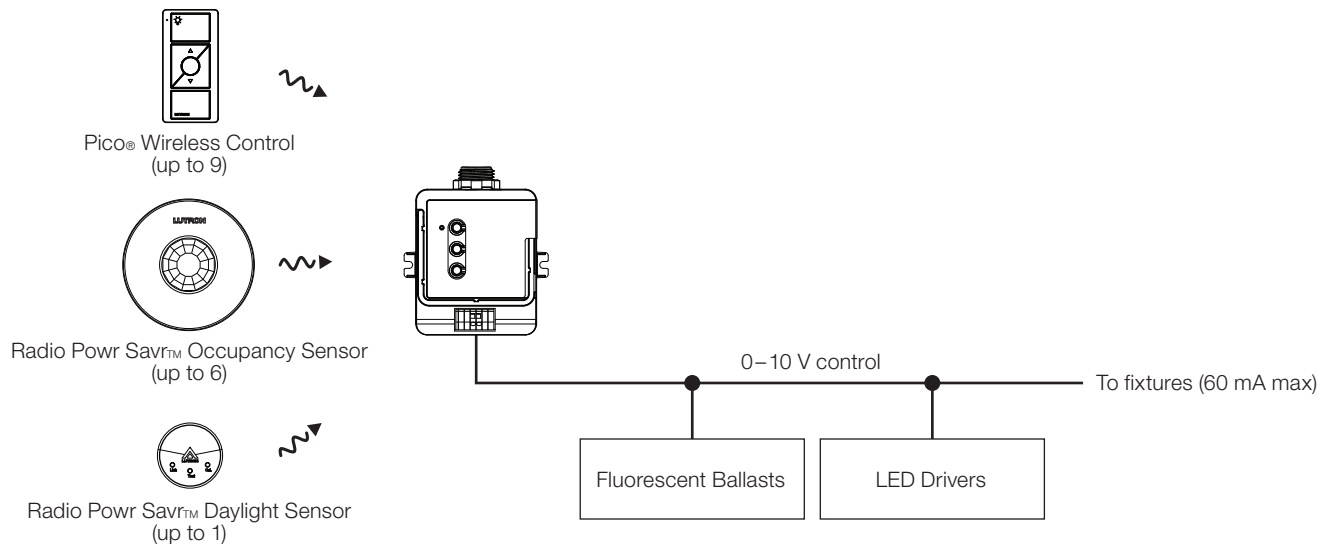 Pico® Wireless Control
(up to 9)
LUTRON
Radio Powr Savr™ Occupancy Sensor
(up to 6)
Radio Powr Savr™ Daylight Sensor
(up to 1)
0–10 V control
To fixtures (60 mA max)
Fluorescent Ballasts
LED Drivers